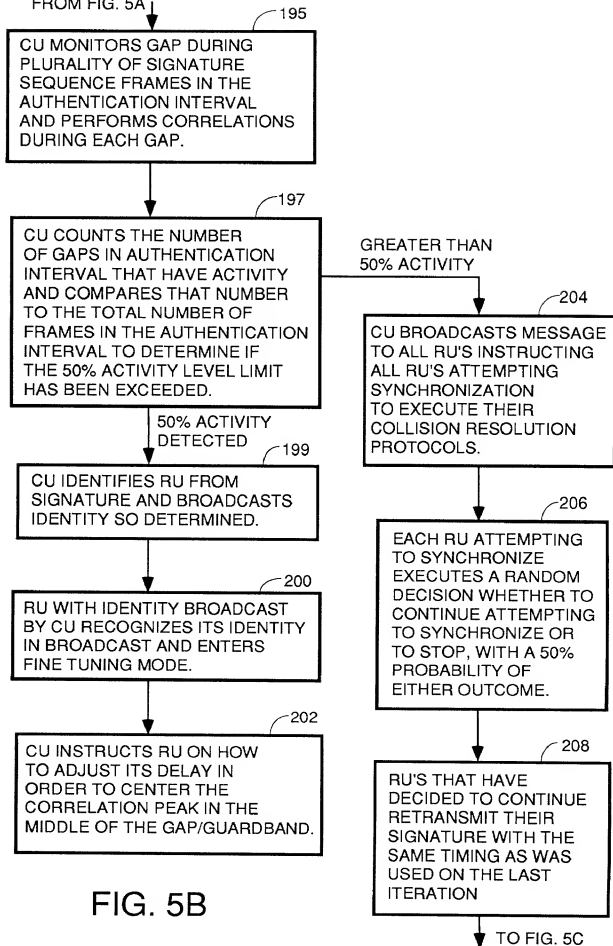 FROM FIG. 5A
195
CU MONITORS GAP DURING
PLURALITY OF SIGNATURE
SEQUENCE FRAMES IN THE
AUTHENTICATION INTERVAL
AND PERFORMS CORRELATIONS
DURING EACH GAP.
197
CU COUNTS THE NUMBER
OF GAPS IN AUTHENTICATION
INTERVAL THAT HAVE ACTIVITY
AND COMPARES THAT NUMBER
TO THE TOTAL NUMBER OF
FRAMES IN THE AUTHENTICATION
INTERVAL TO DETERMINE IF
THE 50% ACTIVITY LEVEL LIMIT
HAS BEEN EXCEEDED.
50% ACTIVITY
DETECTED
199
CU IDENTIFIES RU FROM
SIGNATURE AND BROADCASTS
IDENTITY SO DETERMINED.
200
RU WITH IDENTITY BROADCAST
BY CU RECOGNIZES ITS IDENTITY
IN BROADCAST AND ENTERS
FINE TUNING MODE.
202
CU INSTRUCTS RU ON HOW
TO ADJUST ITS DELAY IN
ORDER TO CENTER THE
CORRELATION PEAK IN THE
MIDDLE OF THE GAP/GUARDBAND.
GREATER THAN
50% ACTIVITY
204
CU BROADCASTS MESSAGE
TO ALL RU'S INSTRUCTING
ALL RU'S ATTEMPTING
SYNCHRONIZATION
TO EXECUTE THEIR
COLLISION RESOLUTION
PROTOCOLS.
206
EACH RU ATTEMPTING
TO SYNCHRONIZE
EXECUTES A RANDOM
DECISION WHETHER TO
CONTINUE ATTEMPTING
TO SYNCHRONIZE OR
TO STOP, WITH A 50%
PROBABILITY OF
EITHER OUTCOME.
208
RU'S THAT HAVE
DECIDED TO CONTINUE
RETRANSMIT THEIR
SIGNATURE WITH THE
SAME TIMING AS WAS
USED ON THE LAST
ITERATION
TO FIG. 5C
FIG. 5B